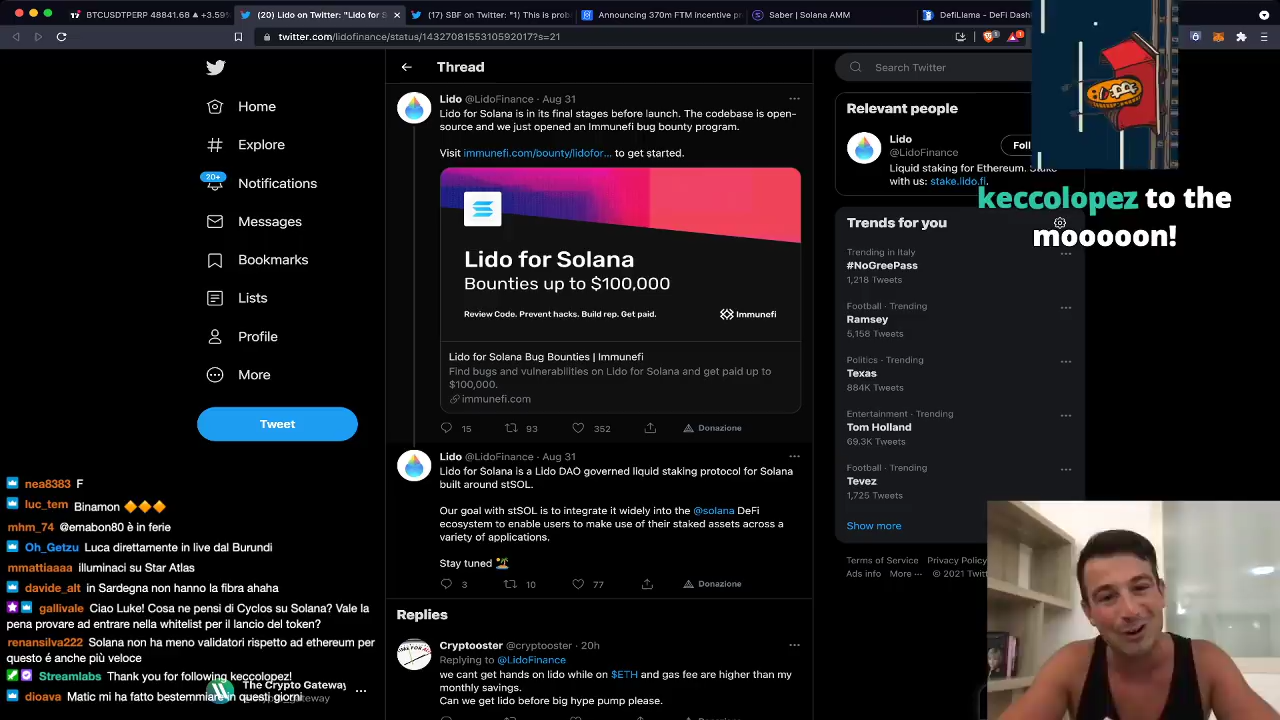 BTCUSDTPERP 48841.68 ▲ +3.59%
(20) Lido on Twitter: "Lido for S
(17) SBF on Twitter: "1) This is prob
Announcing 370m FTM Incentive pr
Saber | Solana AMM
DefiLlama - DeFi Dash
twitter.com/lidofinance/status/1432708155310592017?s=21
Home
Explore
20+
Notifications
Messages
Bookmarks
Lists
Profile
More
Tweet
Thread
Lido @LidoFinance · Aug 31
Lido for Solana is in its final stages before launch. The codebase is open-
source and we just opened an Immunefi bug bounty program.
Visit immunefi.com/bounty/lidofor... to get started.
Lido for Solana
Bounties up to $100,000
Review Code. Prevent hacks. Build rep. Get paid.
Immunefi
Lido for Solana Bug Bounties | Immunefi
Find bugs and vulnerabilities on Lido for Solana and get paid up to
$100,000.
immunefi.com
15 93 352 Donazione
Lido @LidoFinance · Aug 31
Lido for Solana is a Lido DAO governed liquid staking protocol for Solana
built around stSOL.
Our goal with stSOL is to integrate it widely into the @solana DeFi
ecosystem to enable users to make use of their staked assets across a
variety of applications.
Stay tuned 🏝️
3 10 77 Donazione
Replies
Cryptooster @cryptooster · 20h
Replying to @LidoFinance
we cant get hands on lido while on $ETH and gas fee are higher than my
monthly savings.
Can we get lido before big hype pump please.
Search Twitter
Relevant people
Lido
@LidoFinance
Foll
Liquid staking for Ethereum. Stake
with us: stake.lido.fi.
keccolopez to the
mooooon!
Trends for you
Trending in Italy
#NoGreePass
1,218 Tweets
Football · Trending
Ramsey
5,158 Tweets
Politics · Trending
Texas
884K Tweets
Entertainment · Trending
Tom Holland
69.3K Tweets
Football · Trending
Tevez
1,725 Tweets
Show more
Terms of Service Privacy Policy
Ads info More ··· © 2021 Twitter
nea8383 F
luc_tem Binamon 🔶🔶🔶
mhm_74 @emabon80 è in ferie
Oh_Getzu Luca direttamente in live dal Burundi
mmattiaaaa illuminaci su Star Atlas
davide_alt in Sardegna non hanno la fibra ahaha
gallivale Ciao Luke! Cosa ne pensi di Cyclos su Solana? Vale la
pena provare ad entrare nella whitelist per il lancio del token?
renansilva222 Solana non ha meno validatori rispetto ad ethereum per
questo é anche più veloce
Streamlabs Thank you for following keccolopez!
dioava Matic mi ha fatto bestemmiare in questi giorni
The Crypto Gateway